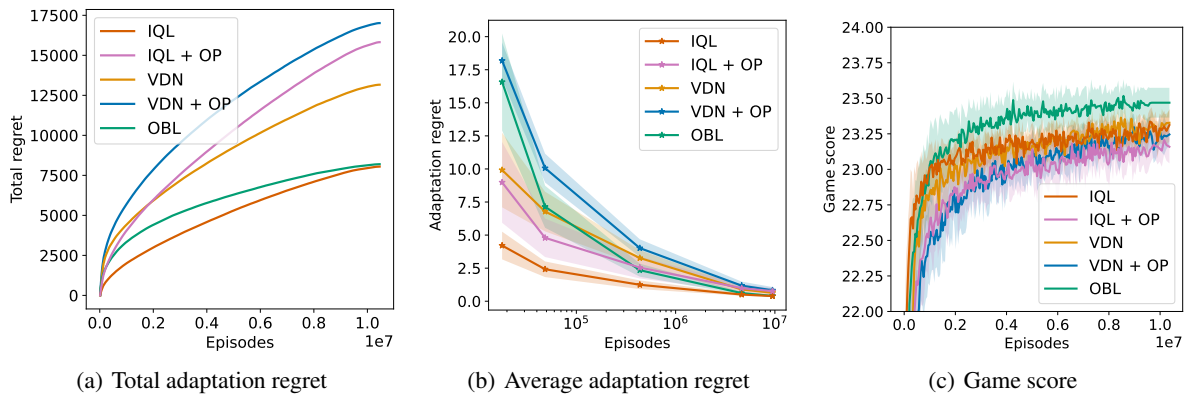 17500
15000
12500
10000
7500
5000
2500
0
Total regret
IQL
IQL + OP
VDN
VDN + OP
OBL
0.0 0.2 0.4 0.6 0.8 1.0
Episodes
1e7
(a) Total adaptation regret
20.0
17.5
15.0
12.5
10.0
7.5
5.0
2.5
0.0
Adaptation regret
IQL
IQL + OP
VDN
VDN + OP
OBL
10^5 10^6 10^7
Episodes
(b) Average adaptation regret
24.00
23.75
23.50
23.25
23.00
22.75
22.50
22.25
22.00
Game score
IQL
IQL + OP
VDN
VDN + OP
OBL
0.0 0.2 0.4 0.6 0.8 1.0
Episodes
1e7
(c) Game score